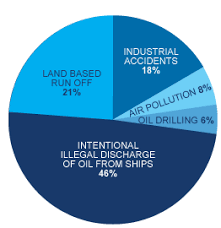 INDUSTRIAL
ACCIDENTS
18%
AIR POLLUTION 8%
OIL DRILLING 6%
INTENTIONAL
ILLEGAL DISCHARGE
OF OIL FROM SHIPS
46%
LAND BASED
RUN OFF
21%